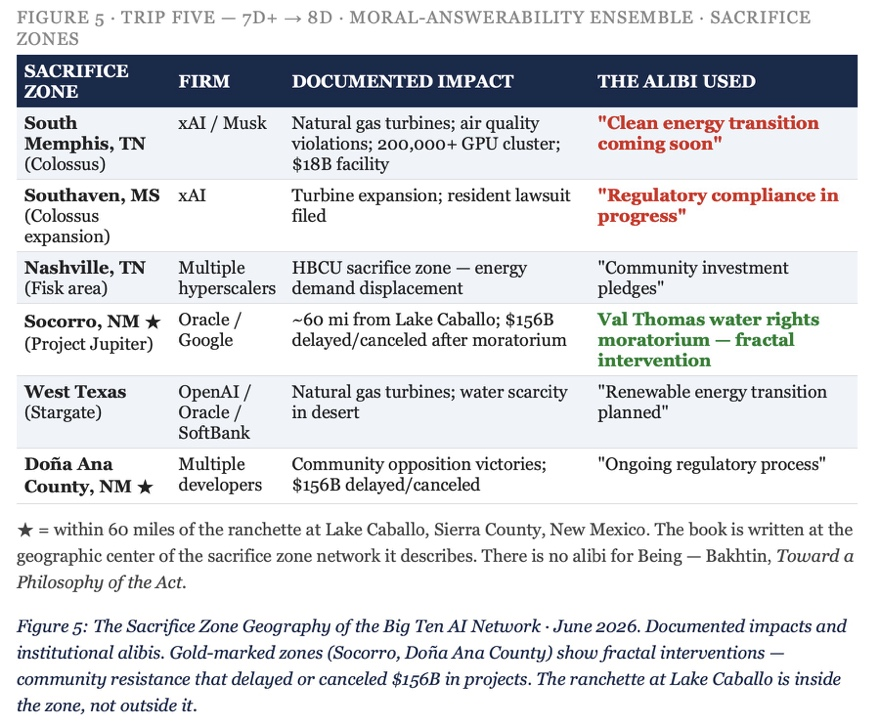 FIGURE 5 · TRIP FIVE — 7D+ → 8D · MORAL-ANSWERABILITY ENSEMBLE · SACRIFICE
ZONES
SACRIFICE
ZONE
FIRM
DOCUMENTED IMPACT
THE ALIBI USED
South
Memphis, TN
(Colossus)
xAI / Musk
Natural gas turbines; air quality
violations; 200,000+ GPU cluster;
$18B facility
"Clean energy transition
coming soon"
Southaven, MS
(Colossus
expansion)
xAI
Turbine expansion; resident lawsuit
filed
"Regulatory compliance in
progress"
Nashville, TN
(Fisk area)
Multiple
hyperscalers
HBCU sacrifice zone — energy
demand displacement
"Community investment
pledges"
Socorro, NM ★
(Project Jupiter)
Oracle /
Google
~60 mi from Lake Caballo; $156B
delayed/canceled after moratorium
Val Thomas water rights
moratorium — fractal
intervention
West Texas
(Stargate)
OpenAI /
Oracle /
SoftBank
Natural gas turbines; water scarcity
in desert
"Renewable energy transition
planned"
Doña Ana
County, NM ★
Multiple
developers
Community opposition victories;
$156B delayed/canceled
"Ongoing regulatory process"
★ = within 60 miles of the ranchette at Lake Caballo, Sierra County, New Mexico. The book is written at the
geographic center of the sacrifice zone network it describes. There is no alibi for Being — Bakhtin, Toward a
Philosophy of the Act.
Figure 5: The Sacrifice Zone Geography of the Big Ten AI Network · June 2026. Documented impacts and
institutional alibis. Gold-marked zones (Socorro, Doña Ana County) show fractal interventions —
community resistance that delayed or canceled $156B in projects. The ranchette at Lake Caballo is inside
the zone, not outside it.